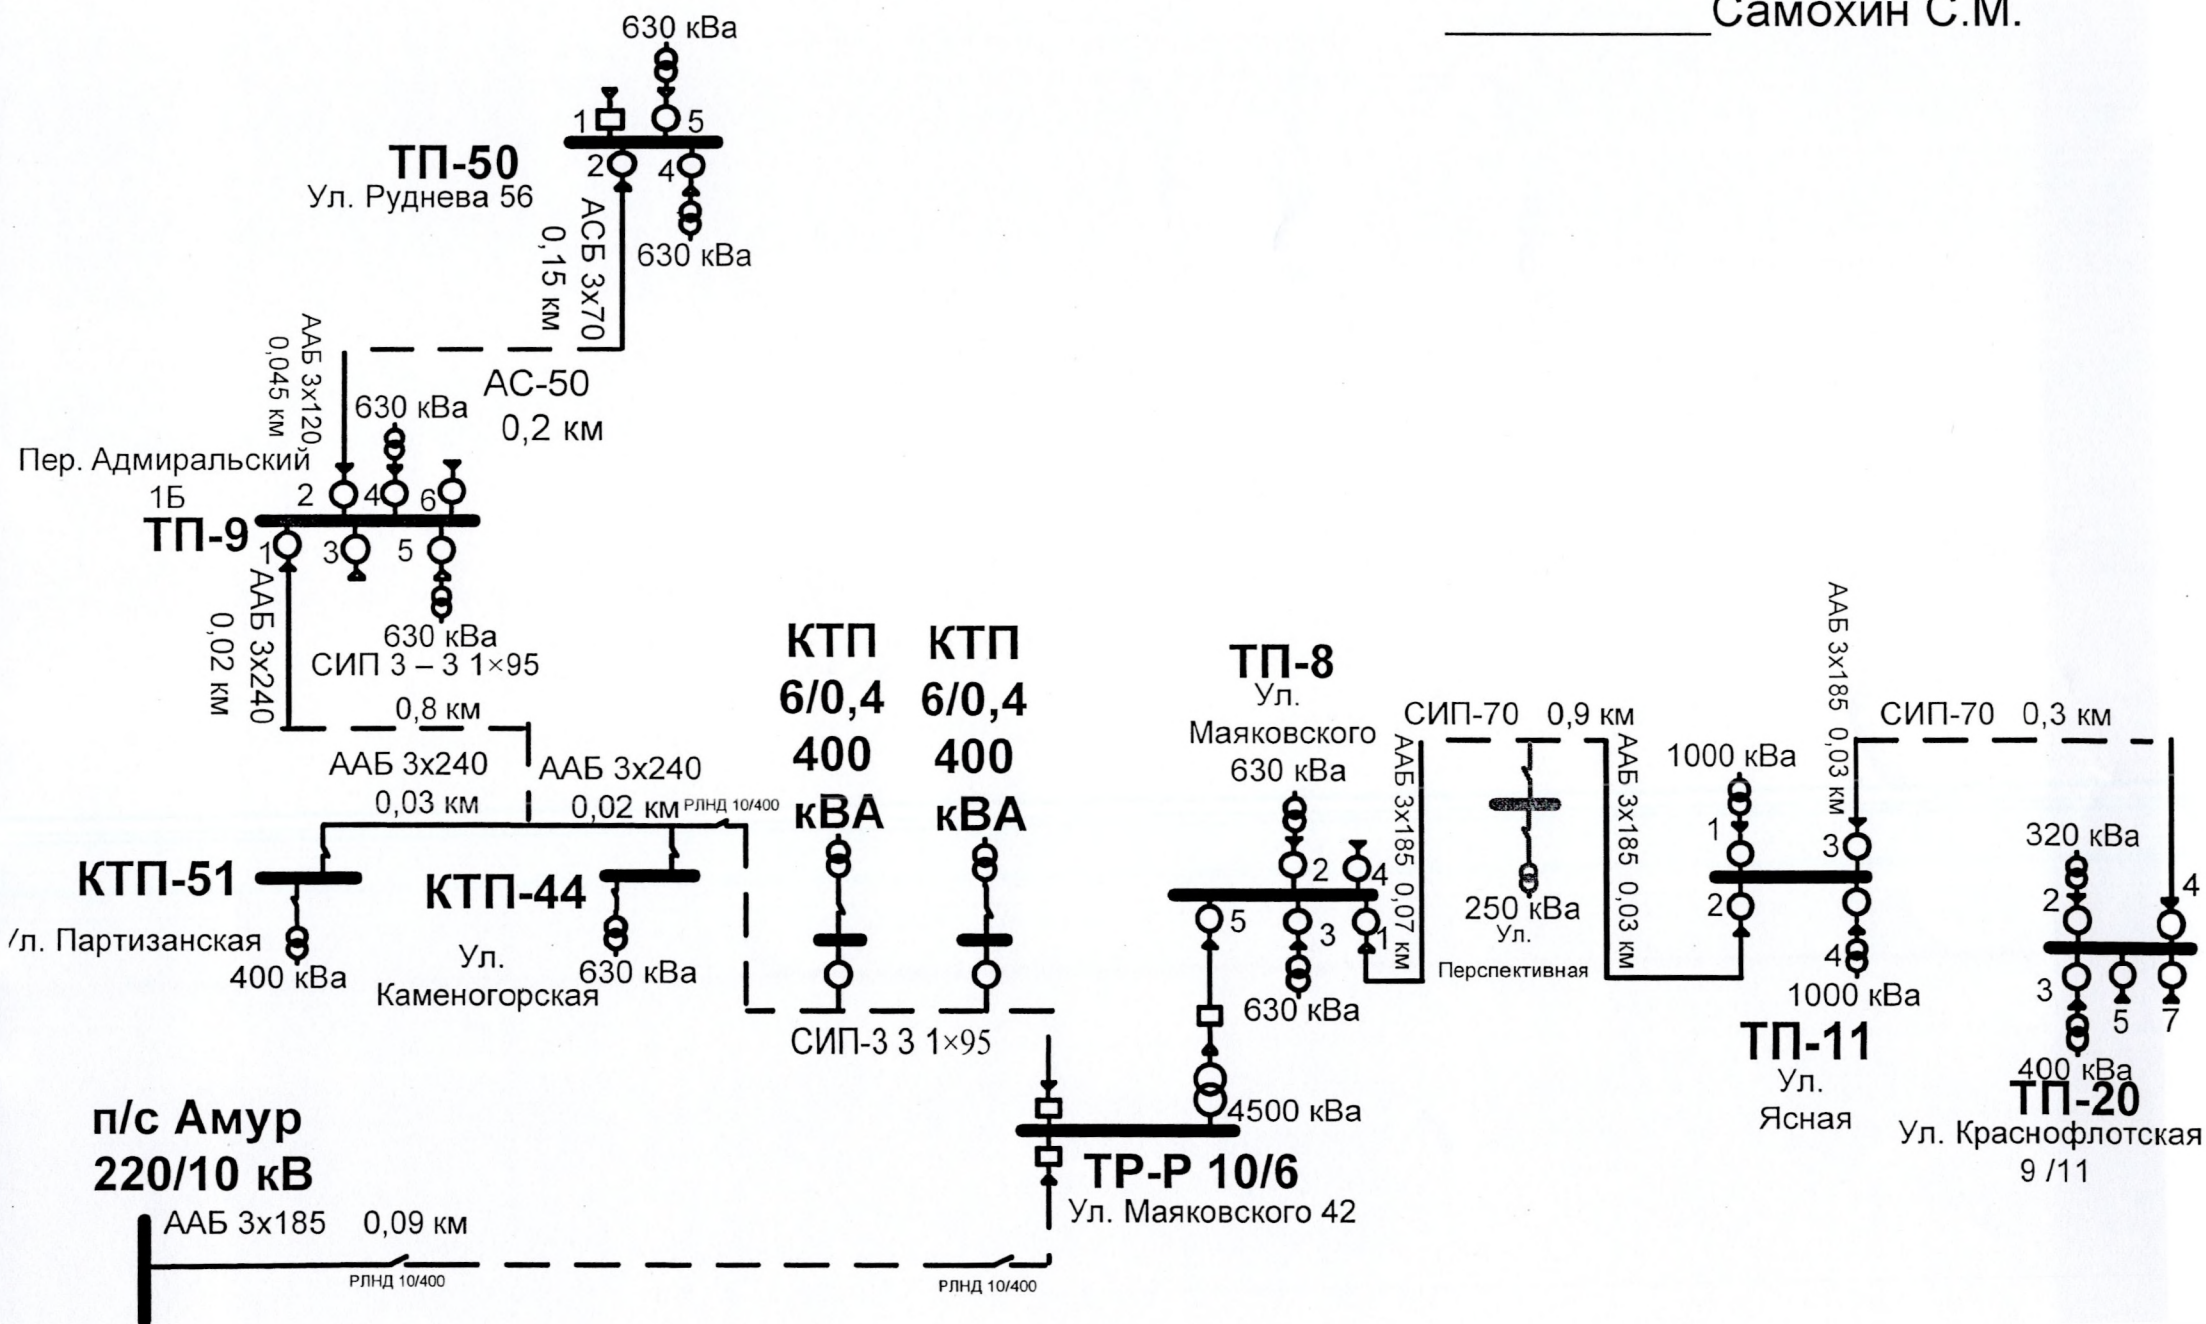 Самохин С.М.
630 кВа
1
5
2
4
ТП-50
Ул. Руднева 56
АСБ 3х70
0,15 км
630 кВа
ААБ 3х120,
0,045 км
АС-50
0,2 км
630 кВа
Пер. Адмиральский
1Б
ТП-9
2
4
6
1
3
5
ААБ 3х240
0,02 км
630 кВа
СИП 3 – 3 1×95
0,8 км
ААБ 3х240
0,03 км
ААБ 3х240
0,02 км
РЛНД 10/400
КТП
6/0,4
400
кВА
КТП
6/0,4
400
кВА
КТП-51
/л. Партизанская
400 кВа
КТП-44
Ул.
Каменогорская
630 кВа
СИП-3 3 1×95
ТП-8
Ул.
Маяковского
630 кВа
2
4
5
3
1
630 кВа
4500 кВа
ААБ 3х185 0,07 км
СИП-70 0,9 км
250 кВа
Ул.
Перспективная
ААБ 3х185 0,03 км
1000 кВа
1
3
2
4
1000 кВа
ТП-11
Ул.
Ясная
ААБ 3х185 0,03 км
СИП-70 0,3 км
320 кВа
2
4
3
5
7
400 кВа
ТП-20
Ул. Краснофлотская
9 /11
ТР-Р 10/6
Ул. Маяковского 42
п/с Амур
220/10 кВ
ААБ 3х185 0,09 км
РЛНД 10/400
РЛНД 10/400